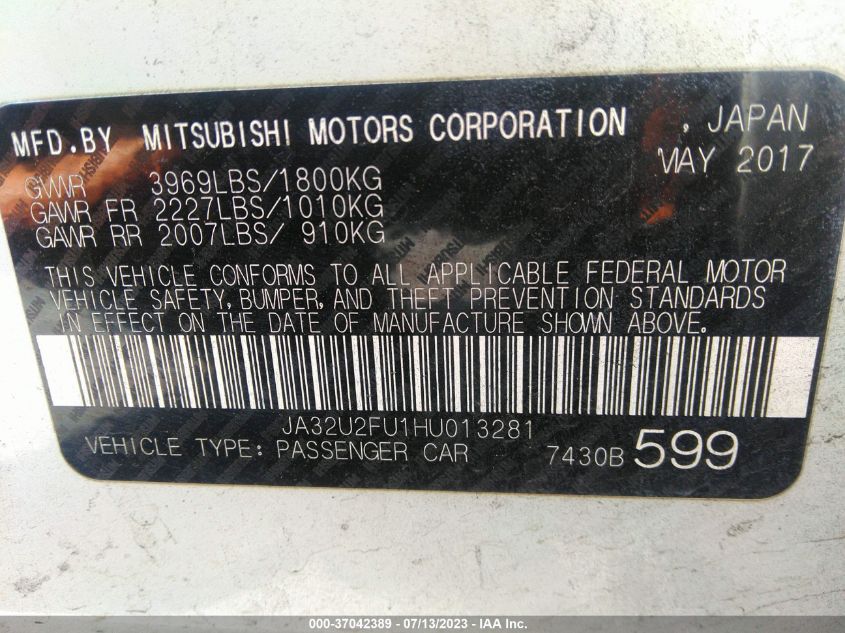 MFD.BY MITSUBISHI MOTORS CORPORATION , JAPAN
MAY 2017
GVWR 3969LBS/1800KG
GAWR FR 2227LBS/1010KG
GAWR RR 2007LBS/ 910KG
THIS VEHICLE CONFORMS TO ALL APPLICABLE FEDERAL MOTOR
VEHICLE SAFETY, BUMPER, AND THEFT PREVENTION STANDARDS
IN EFFECT ON THE DATE OF MANUFACTURE SHOWN ABOVE.
JA32U2FU1HU013281
VEHICLE TYPE: PASSENGER CAR 7430B 599
000-37042389 - 07/13/2023 - IAA Inc.